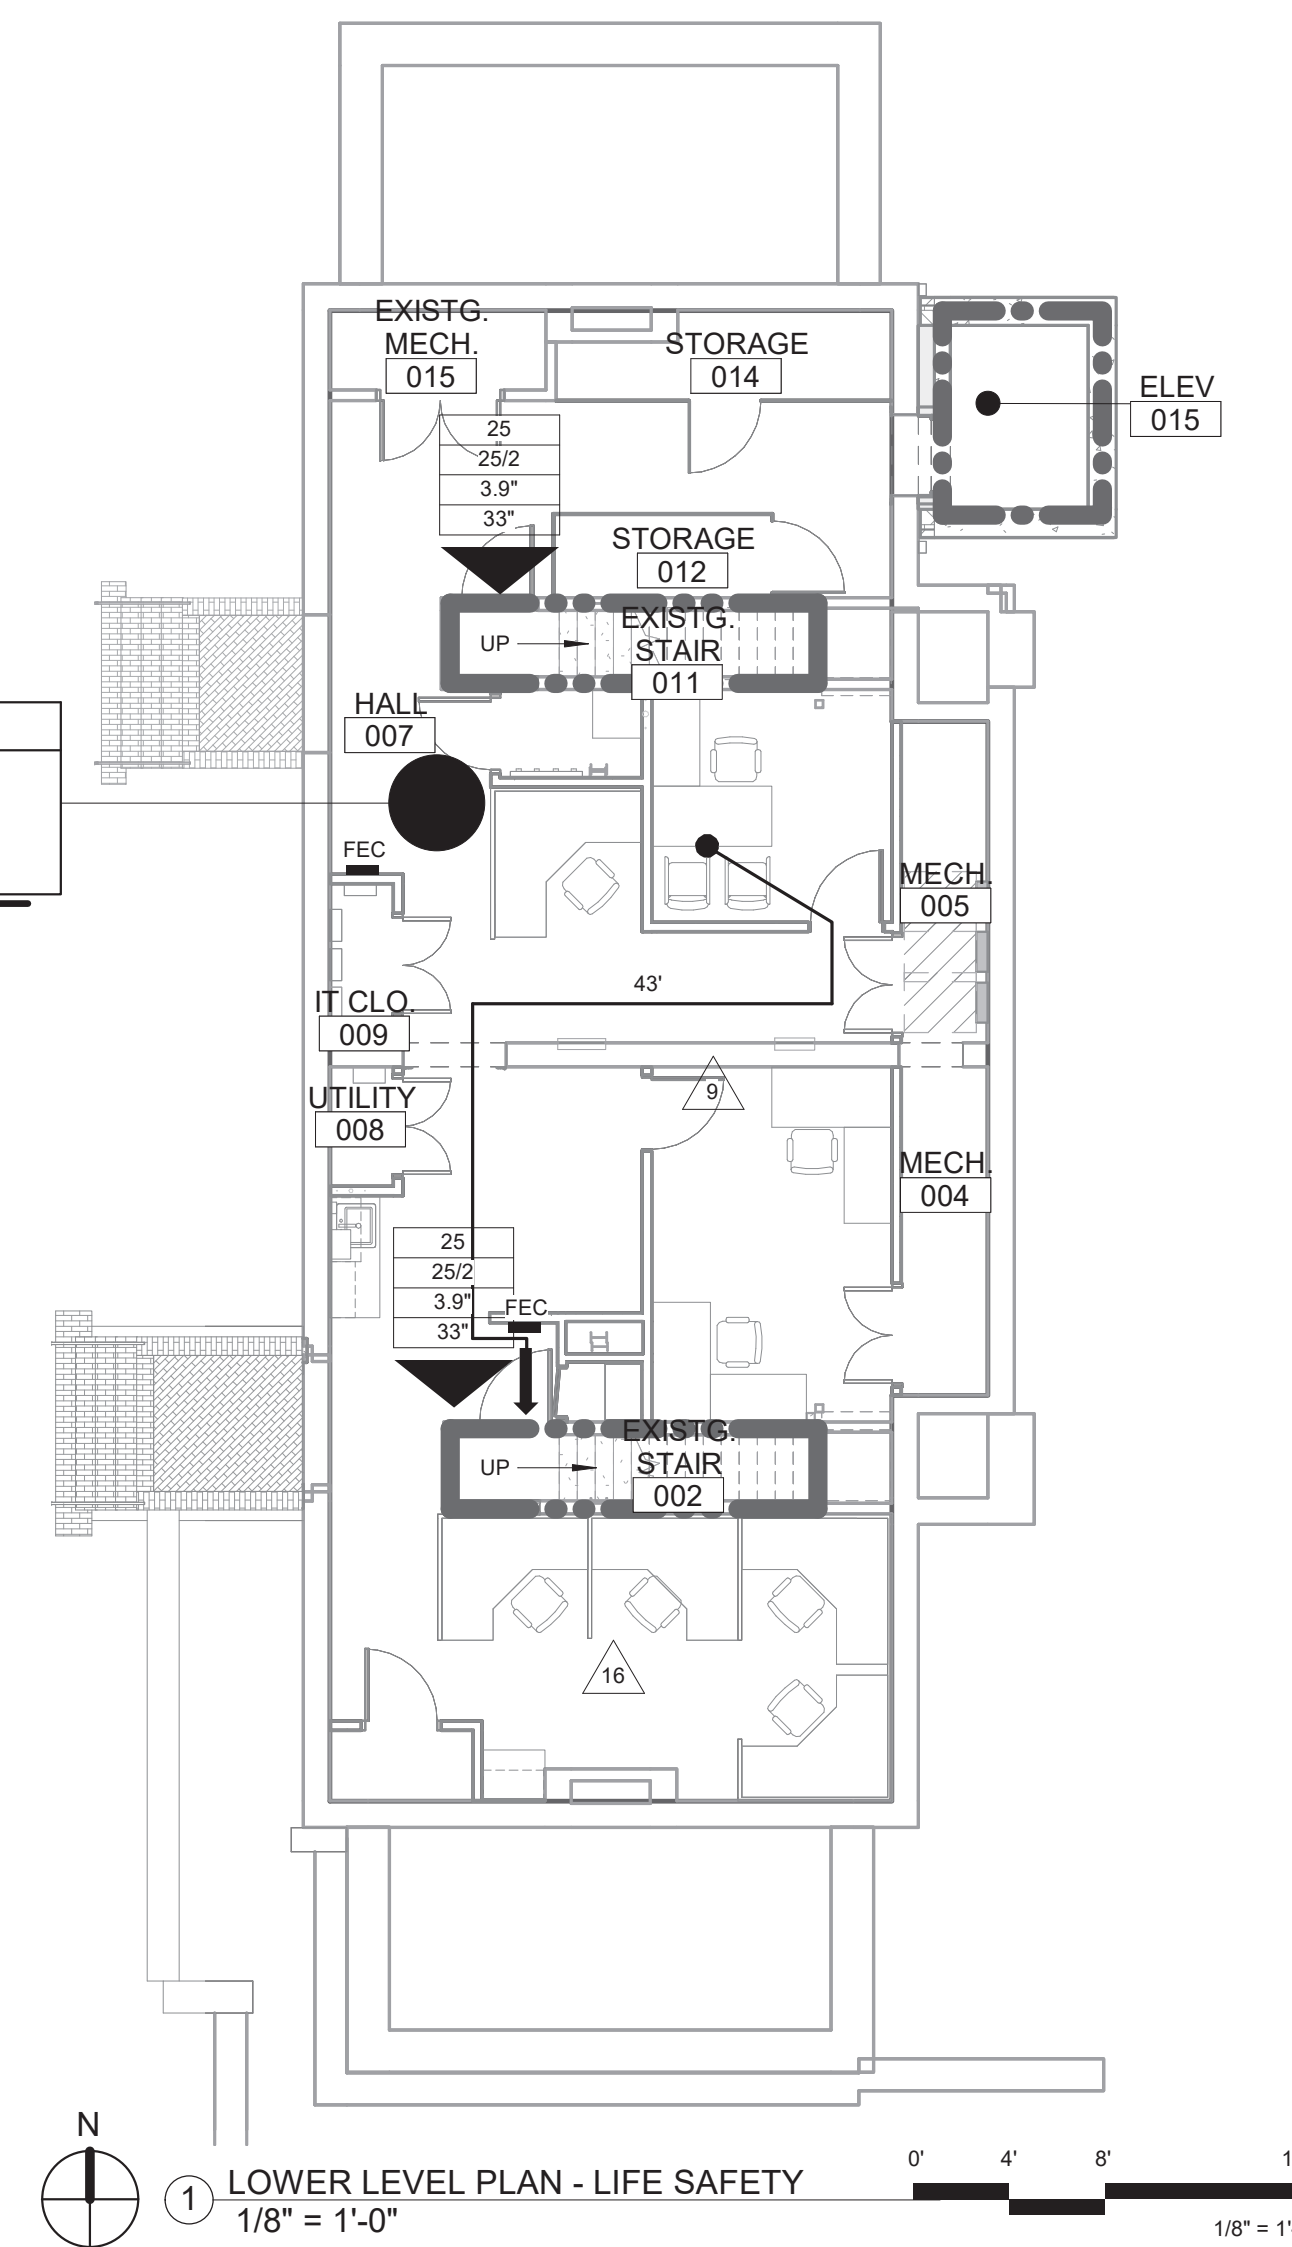 EXISTG.
MECH.
015
STORAGE
014
ELEV
015
25
25/2
3.9"
33"
STORAGE
012
EXISTG.
STAIR
011
UP
HALL
007
FEC
MECH.
005
43'
IT CLO.
009
9
UTILITY
008
MECH.
004
25
25/2
3.9"
33"
FEC
EXISTG.
STAIR
002
UP
16
N
1
LOWER LEVEL PLAN - LIFE SAFETY
1/8" = 1'-0"
0' 4' 8'